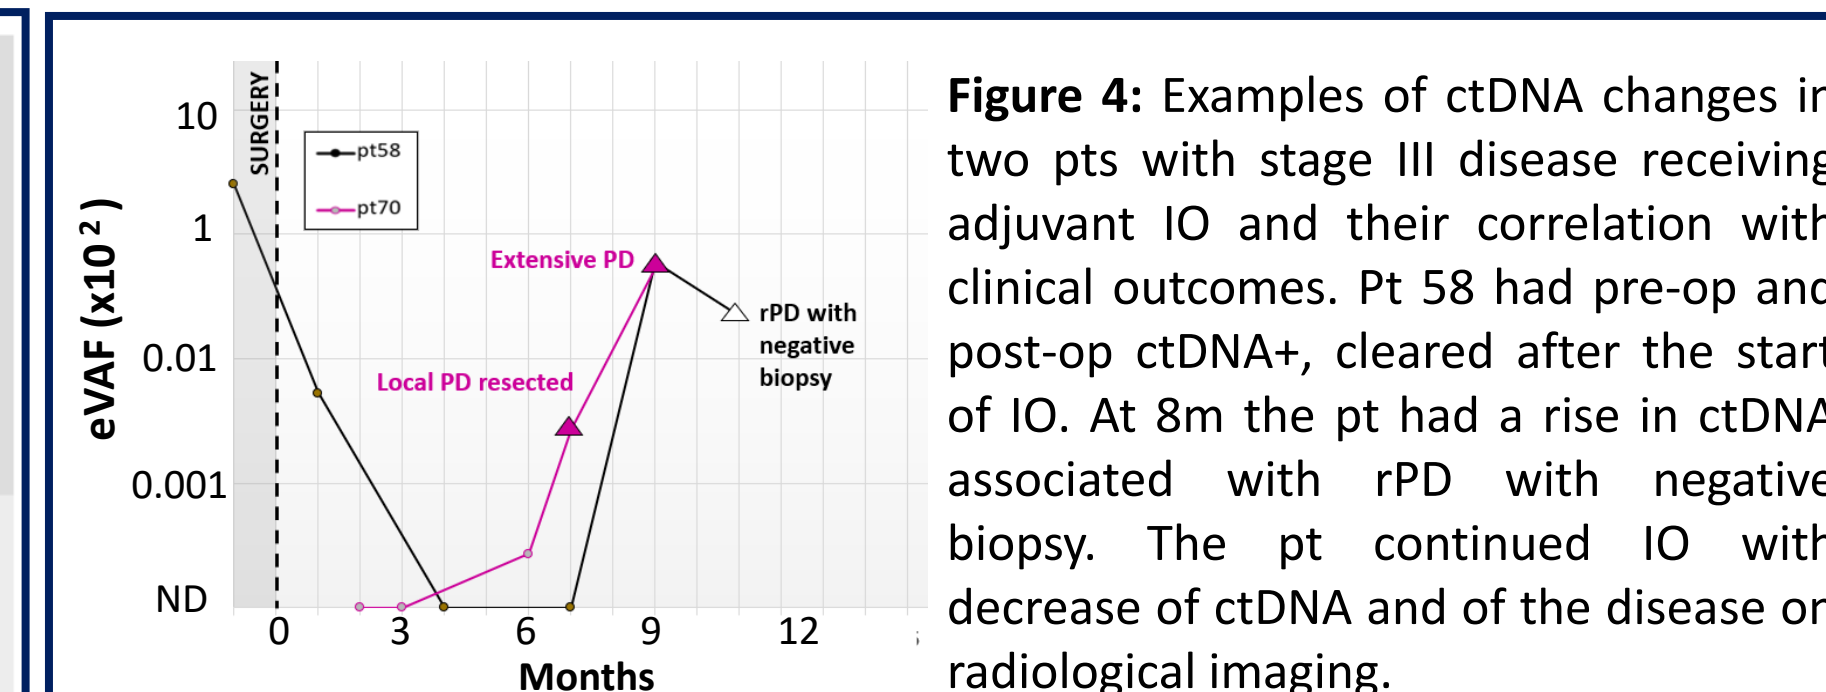 SURGERY
10
1
0.01
0.001
ND
eVAF (x10²)
pt58
pt70
Extensive PD
Local PD resected
rPD with
negative
biopsy
0 3 6 9 12
Months
Figure 4: Examples of ctDNA changes in
two pts with stage III disease receiving
adjuvant IO and their correlation with
clinical outcomes. Pt 58 had pre-op and
post-op ctDNA+, cleared after the start
of IO. At 8m the pt had a rise in ctDNA
associated with rPD with negative
biopsy. The pt continued IO with
decrease of ctDNA and of the disease on
radiological imaging.